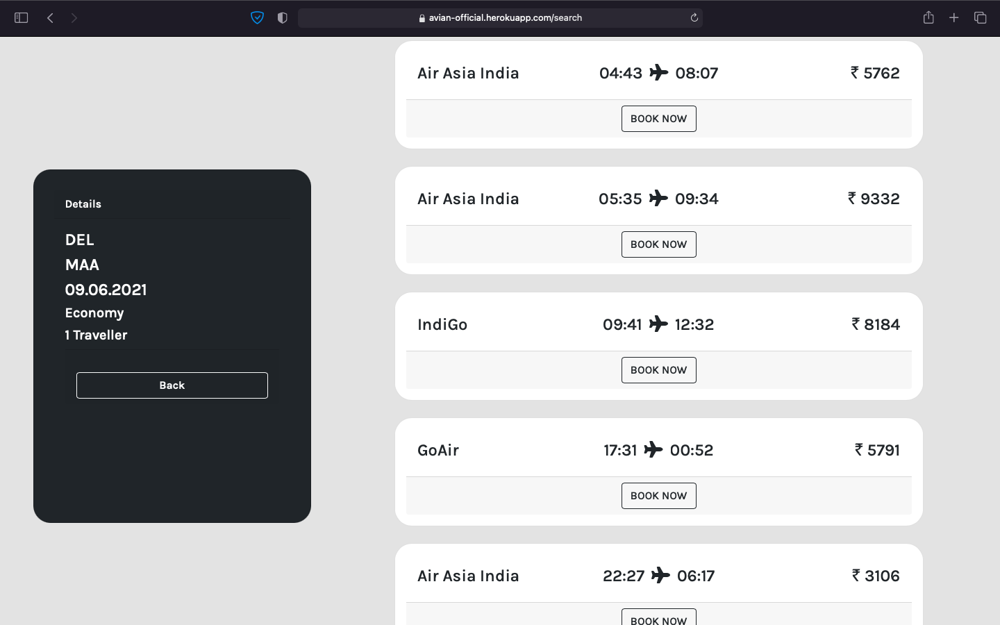 avian-official.herokuapp.com/search
Details
DEL
MAA
09.06.2021
Economy
1 Traveller
Back
Air Asia India 04:43 08:07 ₹ 5762
BOOK NOW
Air Asia India 05:35 09:34 ₹ 9332
BOOK NOW
IndiGo 09:41 12:32 ₹ 8184
BOOK NOW
GoAir 17:31 00:52 ₹ 5791
BOOK NOW
Air Asia India 22:27 06:17 ₹ 3106
BOOK NOW